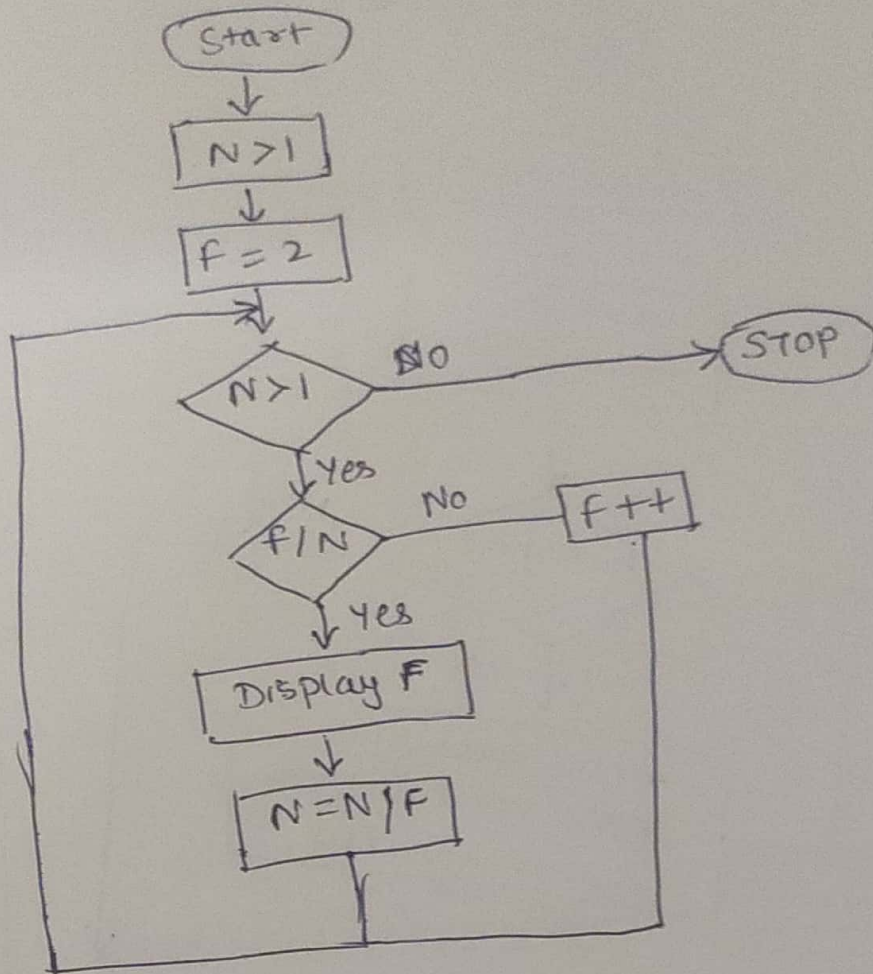 Start
N>1
F=2
N>1
NO
STOP
Yes
f/N
No
f++
Yes
Display F
N=N/F